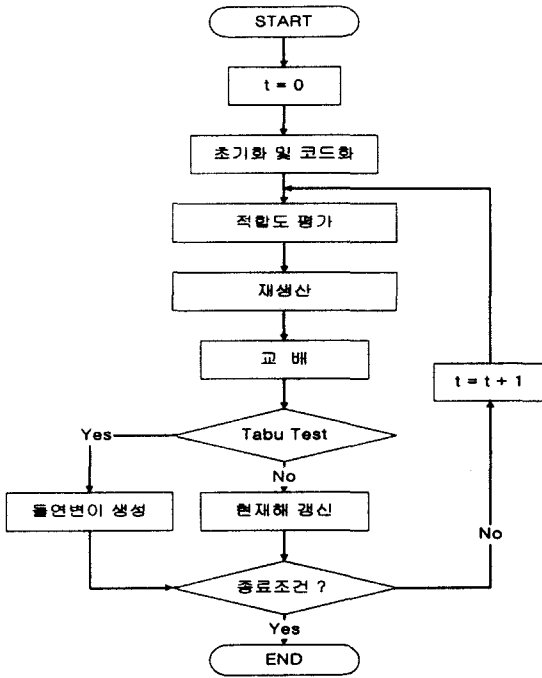 START
t = 0
초기화 및 코드화
적합도 평가
재생산
교 배
t = t + 1
Tabu Test
Yes
No
돌연변이 생성
현재해 갱신
No
종료조건 ?
Yes
END